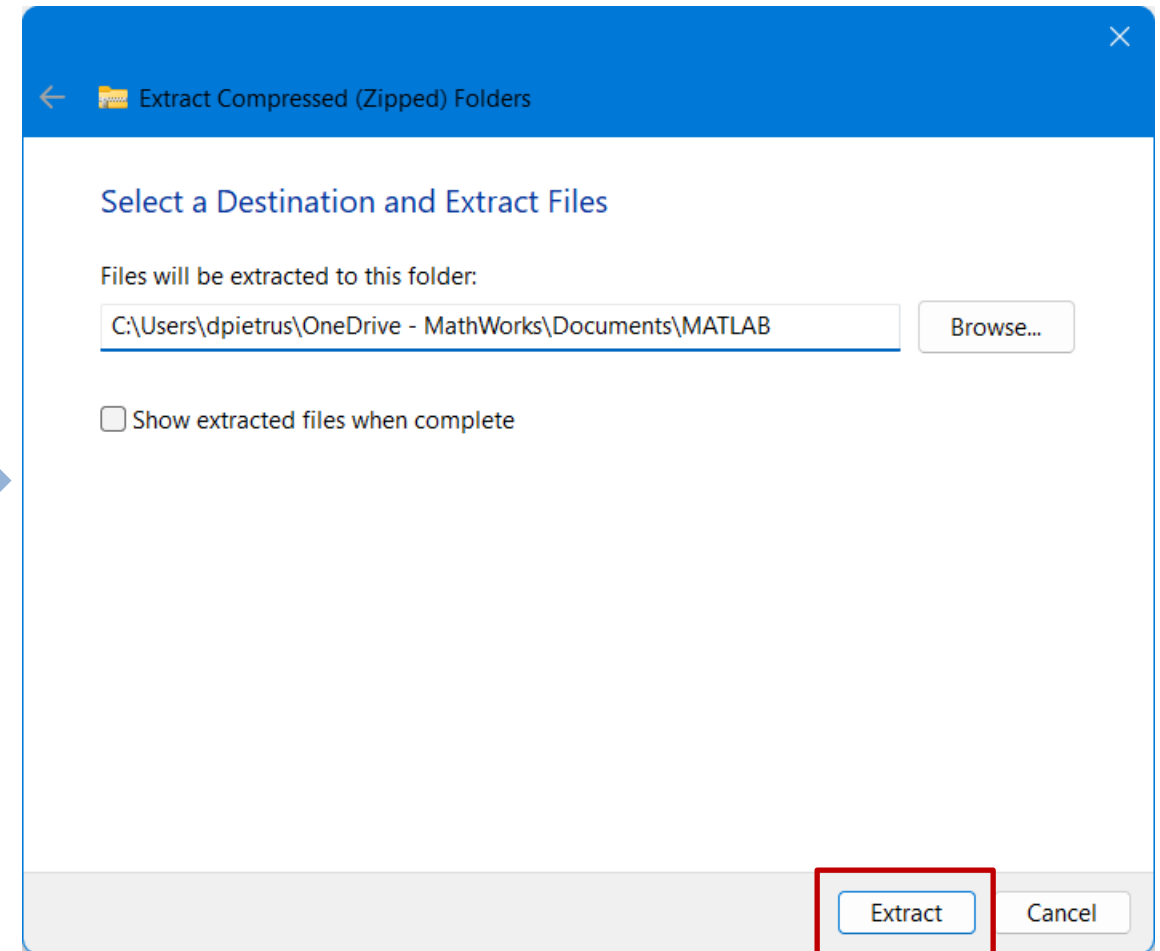 Extract Compressed (Zipped) Folders
Select a Destination and Extract Files
Files will be extracted to this folder:
C:\Users\dpietrus\OneDrive - MathWorks\Documents\MATLAB
Browse...
Show extracted files when complete
Extract
Cancel